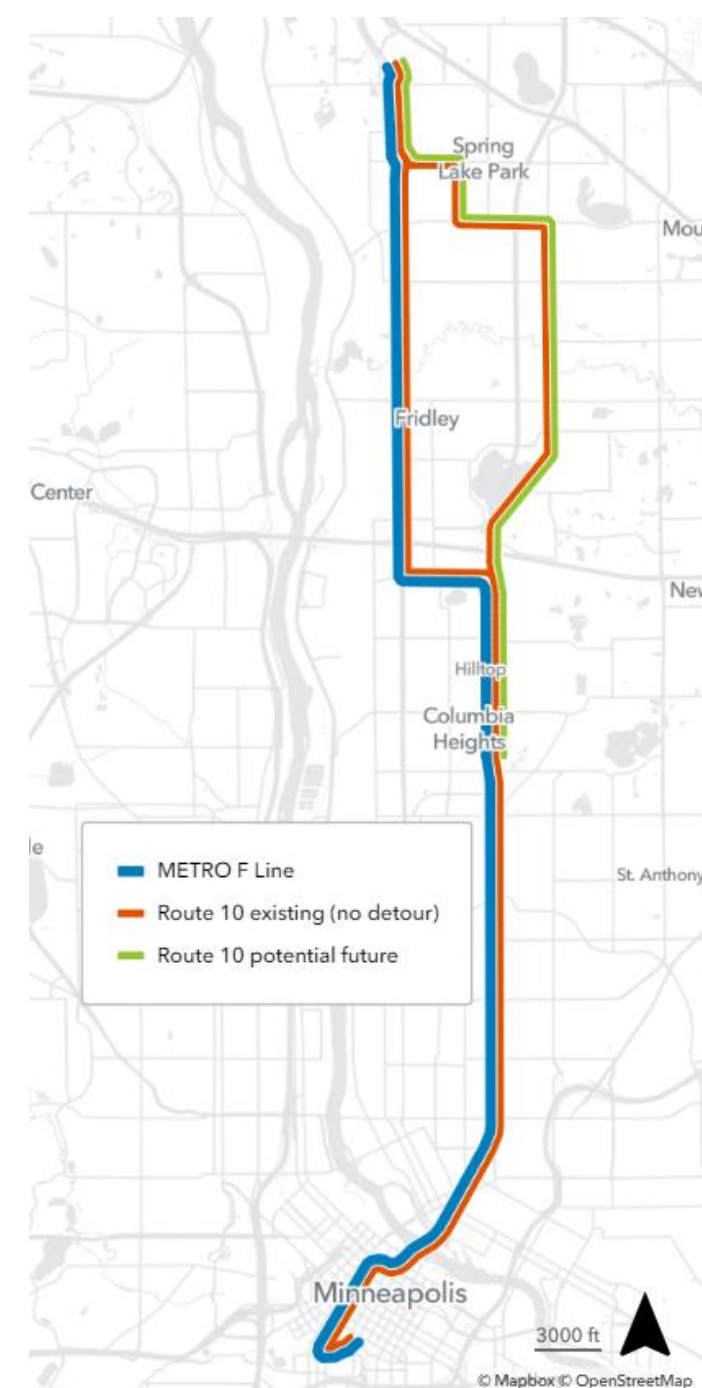 Spring
Lake Park
Mou
Fridley
Center
New
Hilltop
Columbia
Heights
le
METRO F Line
St. Anthony
Route 10 existing (no detour)
Route 10 potential future
Minneapolis
3000 ft
© Mapbox © OpenStreetMap